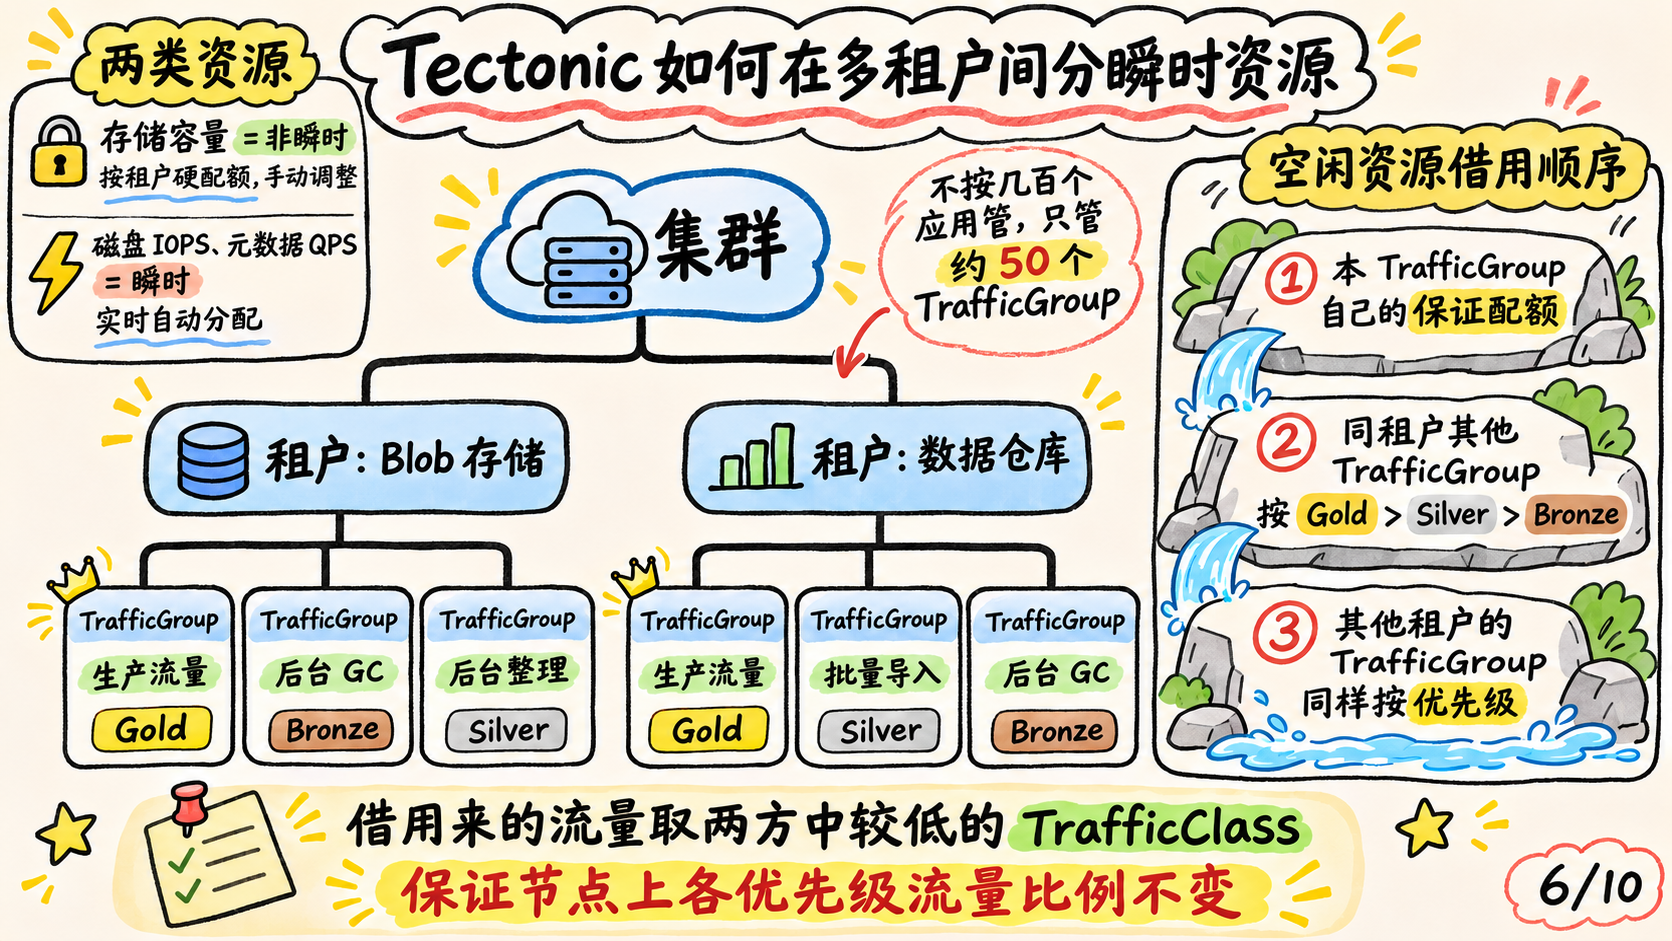 Tectonic 如何在多租户间分瞬时资源
两类资源
存储容量 = 非瞬时
按租户硬配额,手动调整
磁盘 IOPS、元数据 QPS
= 瞬时
实时自动分配
集群
不按几百个
应用管，只管
约 50 个
TrafficGroup
租户: Blob 存储
租户: 数据仓库
TrafficGroup
生产流量
Gold
TrafficGroup
后台 GC
Bronze
TrafficGroup
后台整理
Silver
TrafficGroup
生产流量
Gold
TrafficGroup
批量导入
Silver
TrafficGroup
后台 GC
Bronze
空闲资源借用顺序
1 本 TrafficGroup
自己的保证配额
2 同租户其他
TrafficGroup
按 Gold > Silver > Bronze
3 其他租户的
TrafficGroup
同样按优先级
借用来的流量取两方中较低的 TrafficClass
保证节点上各优先级流量比例不变
6/10